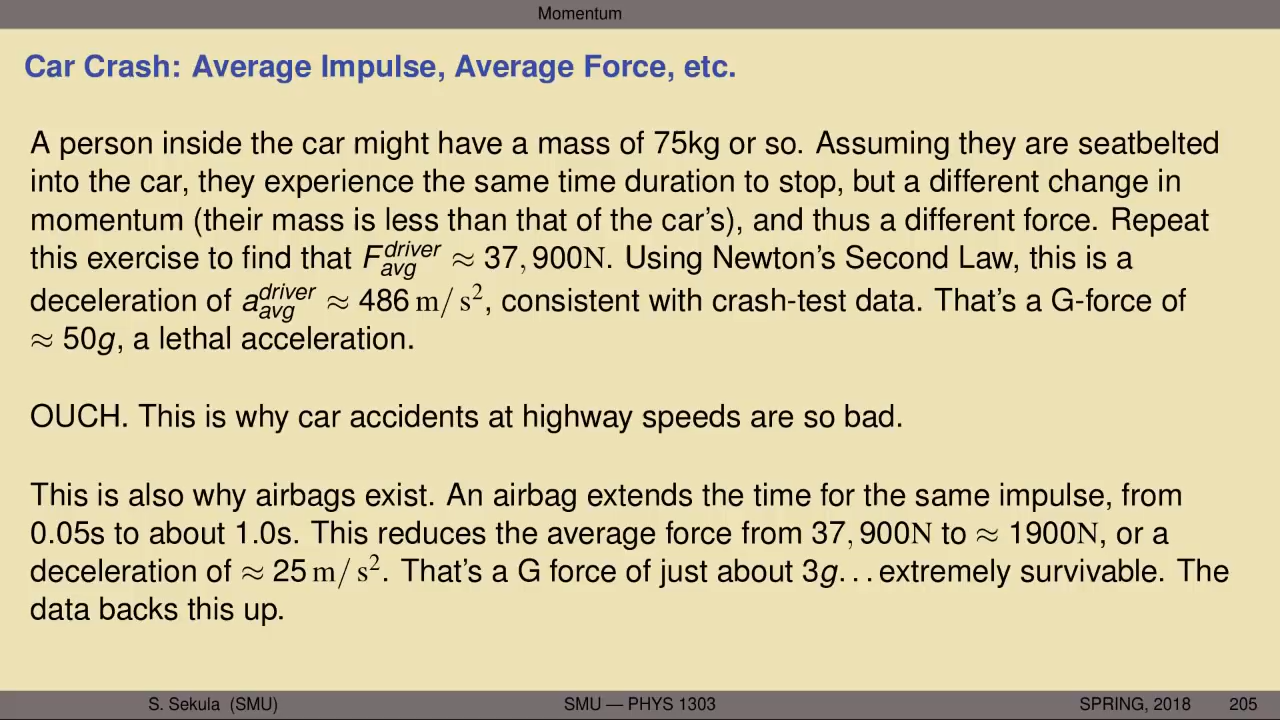 Momentum
Car Crash: Average Impulse, Average Force, etc.
A person inside the car might have a mass of 75kg or so. Assuming they are seatbelted
into the car, they experience the same time duration to stop, but a different change in
momentum (their mass is less than that of the car's), and thus a different force. Repeat
this exercise to find that F_{avg}^{driver} ≈ 37,900N. Using Newton's Second Law, this is a
deceleration of a_{avg}^{driver} ≈ 486 m/s², consistent with crash-test data. That's a G-force of
≈ 50g, a lethal acceleration.
OUCH. This is why car accidents at highway speeds are so bad.
This is also why airbags exist. An airbag extends the time for the same impulse, from
0.05s to about 1.0s. This reduces the average force from 37,900N to ≈ 1900N, or a
deceleration of ≈ 25 m/s². That's a G force of just about 3g... extremely survivable. The
data backs this up.
S. Sekula (SMU) SMU — PHYS 1303 SPRING, 2018 205